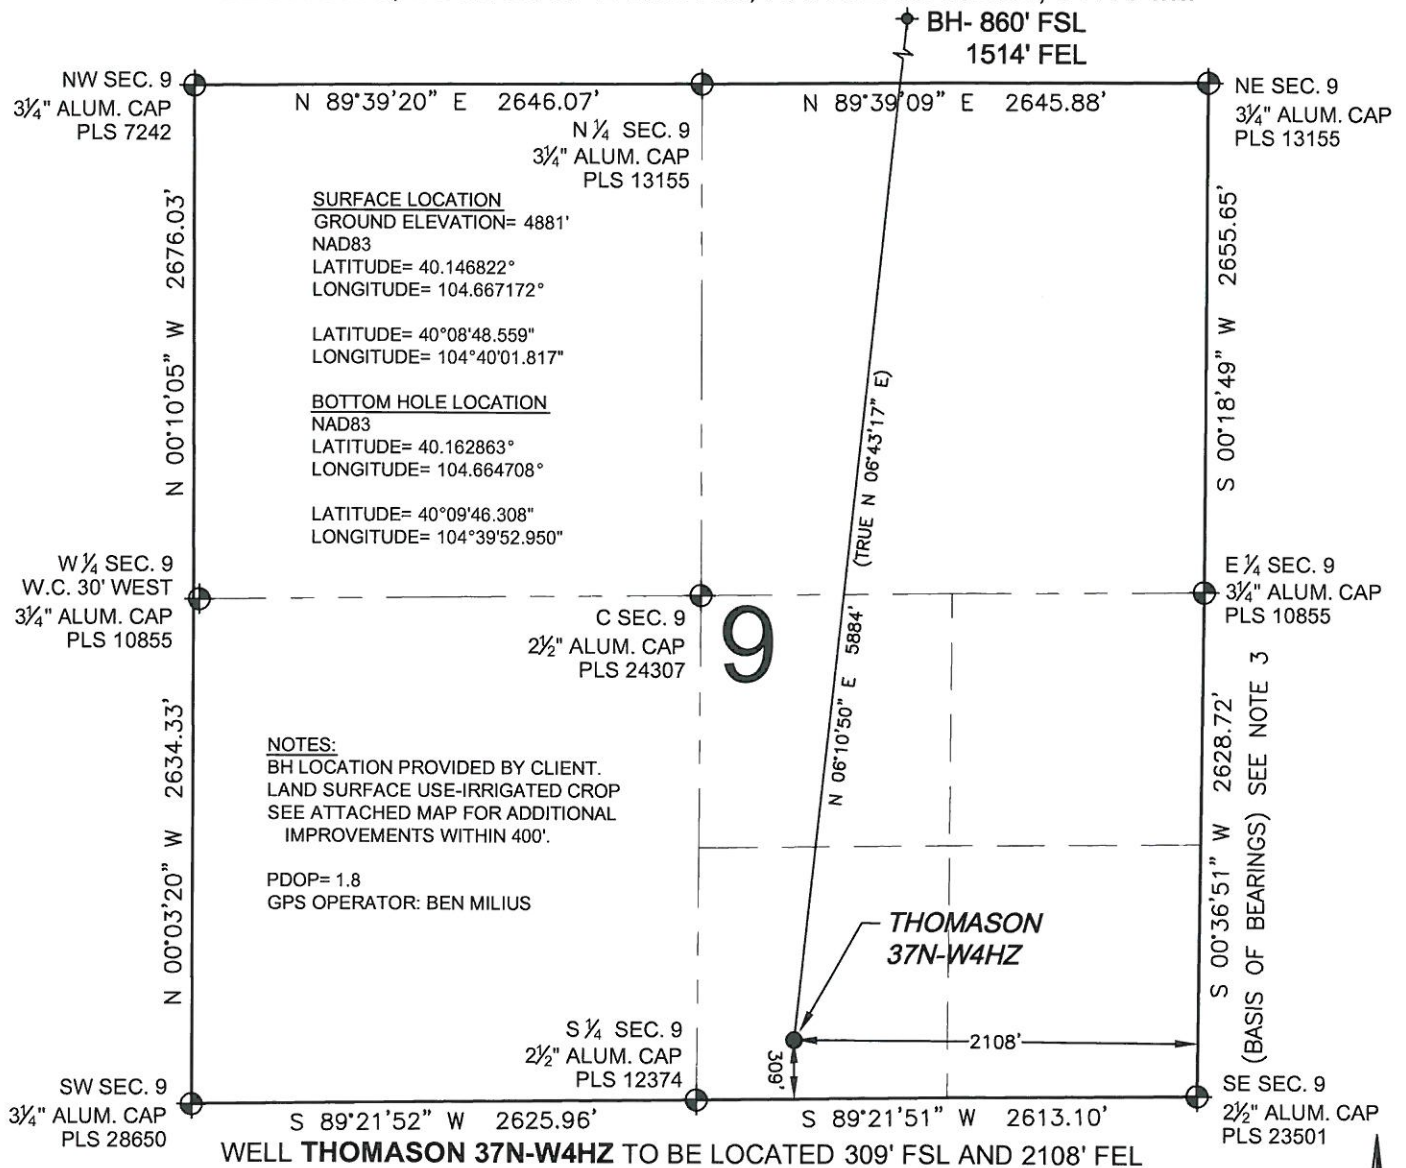 BH- 860' FSL
1514' FEL
NW SEC. 9
3¼" ALUM. CAP
PLS 7242
N 89°39'20" E 2646.07'
N 89°39'09" E 2645.88'
NE SEC. 9
3¼" ALUM. CAP
PLS 13155
N ¼ SEC. 9
3¼" ALUM. CAP
PLS 13155
N 00°10'05" W 2676.03'
SURFACE LOCATION
GROUND ELEVATION= 4881'
NAD83
LATITUDE= 40.146822°
LONGITUDE= 104.667172°
LATITUDE= 40°08'48.559"
LONGITUDE= 104°40'01.817"
BOTTOM HOLE LOCATION
NAD83
LATITUDE= 40.162863°
LONGITUDE= 104.664708°
LATITUDE= 40°09'46.308"
LONGITUDE= 104°39'52.950"
S 00°18'49" W 2655.65'
(TRUE N 06°43'17" E)
N 06°10'50" E 5884'
W ¼ SEC. 9
W.C. 30' WEST
3¼" ALUM. CAP
PLS 10855
C SEC. 9
2½" ALUM. CAP
PLS 24307
9
E ¼ SEC. 9
3¼" ALUM. CAP
PLS 10855
N 00°03'20" W 2634.33'
NOTES:
BH LOCATION PROVIDED BY CLIENT.
LAND SURFACE USE-IRRIGATED CROP
SEE ATTACHED MAP FOR ADDITIONAL
IMPROVEMENTS WITHIN 400'.
PDOP= 1.8
GPS OPERATOR: BEN MILIUS
S 00°36'51" W 2628.72'
(BASIS OF BEARINGS) SEE NOTE 3
THOMASON
37N-W4HZ
2108'
309'
S ¼ SEC. 9
2½" ALUM. CAP
PLS 12374
SW SEC. 9
3¼" ALUM. CAP
PLS 28650
S 89°21'52" W 2625.96'
S 89°21'51" W 2613.10'
SE SEC. 9
2½" ALUM. CAP
PLS 23501
WELL THOMASON 37N-W4HZ TO BE LOCATED 309' FSL AND 2108' FEL